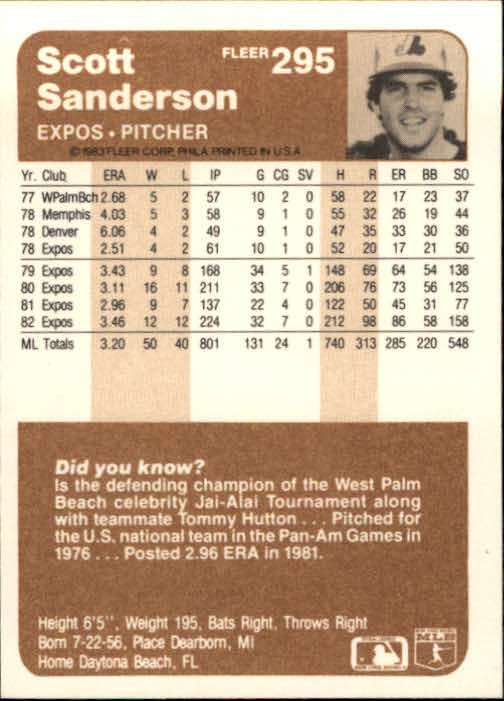 Scott
FLEER 295
Sanderson
EXPOS • PITCHER
© 1983 FLEER CORP., PHILA. PRINTED IN U.S.A.
Yr. Club ERA W L IP G CG SV H R ER BB SO
77 WPalmBch 2.68 5 2 57 10 2 0 58 22 17 23 37
78 Memphis 4.03 5 3 58 9 1 0 55 32 26 19 44
78 Denver 6.06 4 2 49 9 1 0 47 35 33 30 36
78 Expos 2.51 4 2 61 10 1 0 52 20 17 21 50
79 Expos 3.43 9 8 168 34 5 1 148 69 64 54 138
80 Expos 3.11 16 11 211 33 7 0 206 76 73 56 125
81 Expos 2.96 9 7 137 22 4 0 122 50 45 31 77
82 Expos 3.46 12 12 224 32 7 0 212 98 86 58 158
ML Totals 3.20 50 40 801 131 24 1 740 313 285 220 548
Did you know?
Is the defending champion of the West Palm
Beach celebrity Jai-Alai Tournament along
with teammate Tommy Hutton . . . Pitched for
the U.S. national team in the Pan-Am Games in
1976 . . . Posted 2.96 ERA in 1981.
Height 6'5'', Weight 195, Bats Right, Throws Right
Born 7-22-56, Place Dearborn, MI
Home Daytona Beach, FL